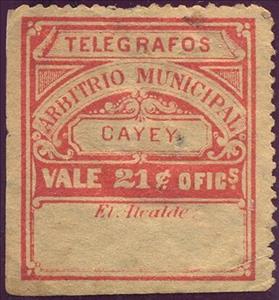 TELEGRAFOS
ARBITRIO MUNICIPAL
CAYEY.
VALE 21 ¢ OFICS
El Alcalde